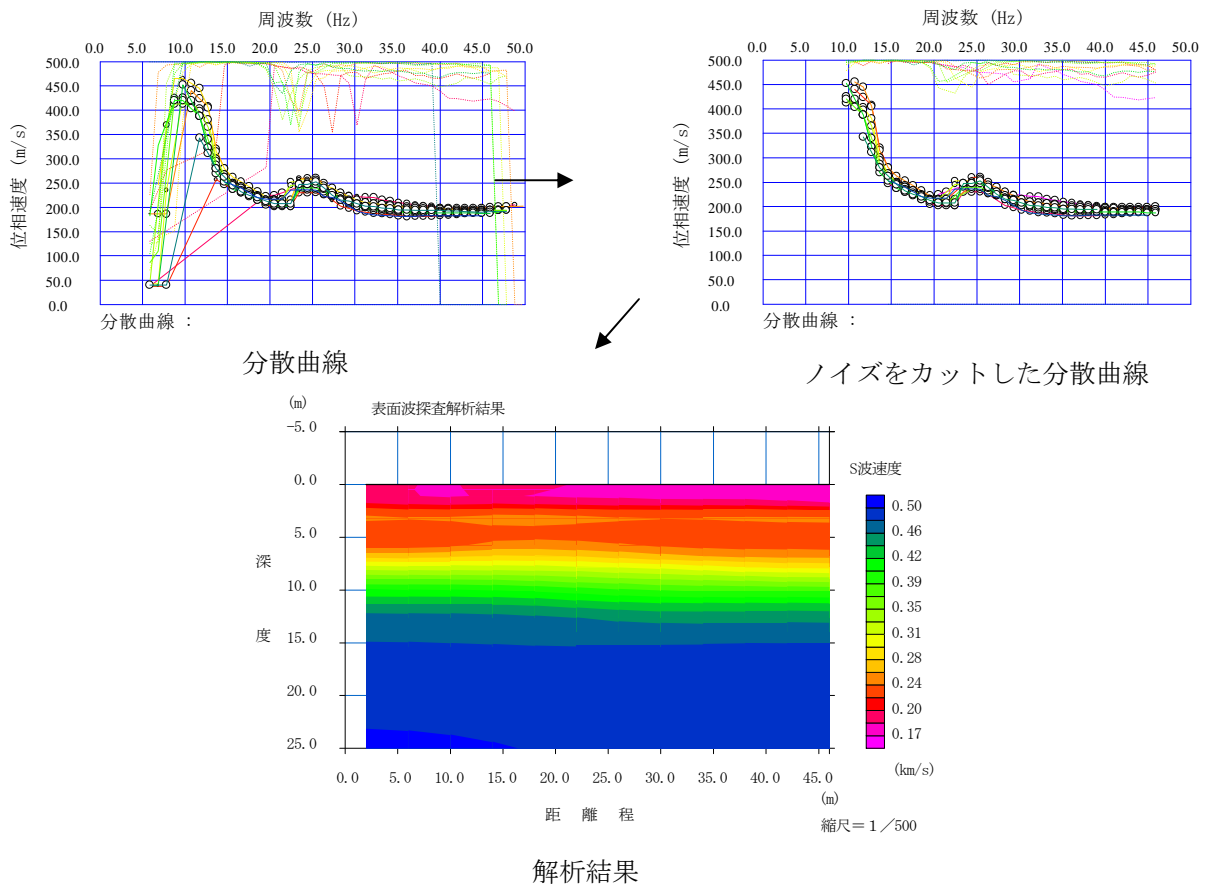 周波数 (Hz)
0.0 5.0 10.0 15.0 20.0 25.0 30.0 35.0 40.0 45.0 50.0
500.0
450.0
400.0
350.0
300.0
250.0
200.0
150.0
100.0
50.0
0.0
位相速度 (m/s)
分散曲線 :
分散曲線
周波数 (Hz)
0.0 5.0 10.0 15.0 20.0 25.0 30.0 35.0 40.0 45.0 50.0
500.0
450.0
400.0
350.0
300.0
250.0
200.0
150.0
100.0
50.0
0.0
位相速度 (m/s)
分散曲線 :
ノイズをカットした分散曲線
(m)
表面波探査解析結果
-5.0
0.0
5.0
10.0
15.0
20.0
25.0
深度
0.0 5.0 10.0 15.0 20.0 25.0 30.0 35.0 40.0 45.0
(m)
距離程
縮尺＝1／500
S波速度
0.50
0.46
0.42
0.39
0.35
0.31
0.28
0.24
0.20
0.17
(km/s)
解析結果